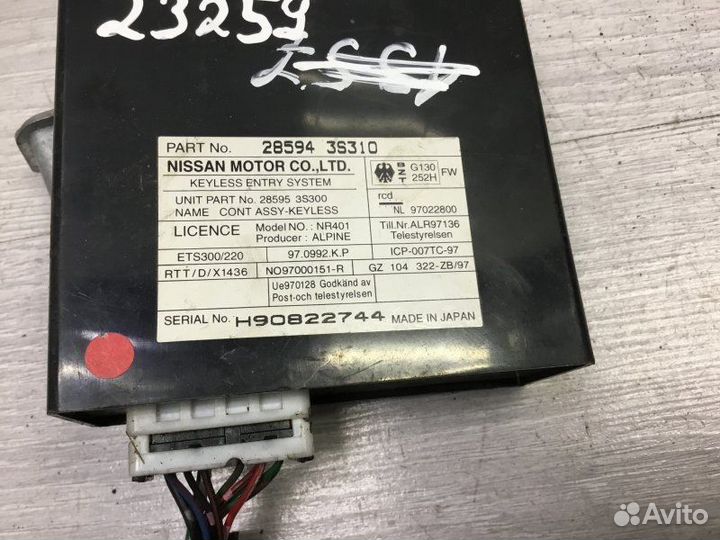 23259
PART No. 28594 3S310
NISSAN MOTOR CO.,LTD.
KEYLESS ENTRY SYSTEM
UNIT PART No. 28595 3S300
NAME CONT ASSY-KEYLESS
LICENCE Model NO.: NR401
Producer : ALPINE
BZT G130 252H FW
rcd
NL 97022800
Till.Nr.ALR97136
Telestyrelsen
ETS300/220 97.0992.K.P ICP-007TC-97
RTT/D/X1436 NO97000151-R GZ 104 322-ZB/97
Ue970128 Godkänd av
Post-och telestyrelsen
SERIAL No. H90822744 MADE IN JAPAN
Avito